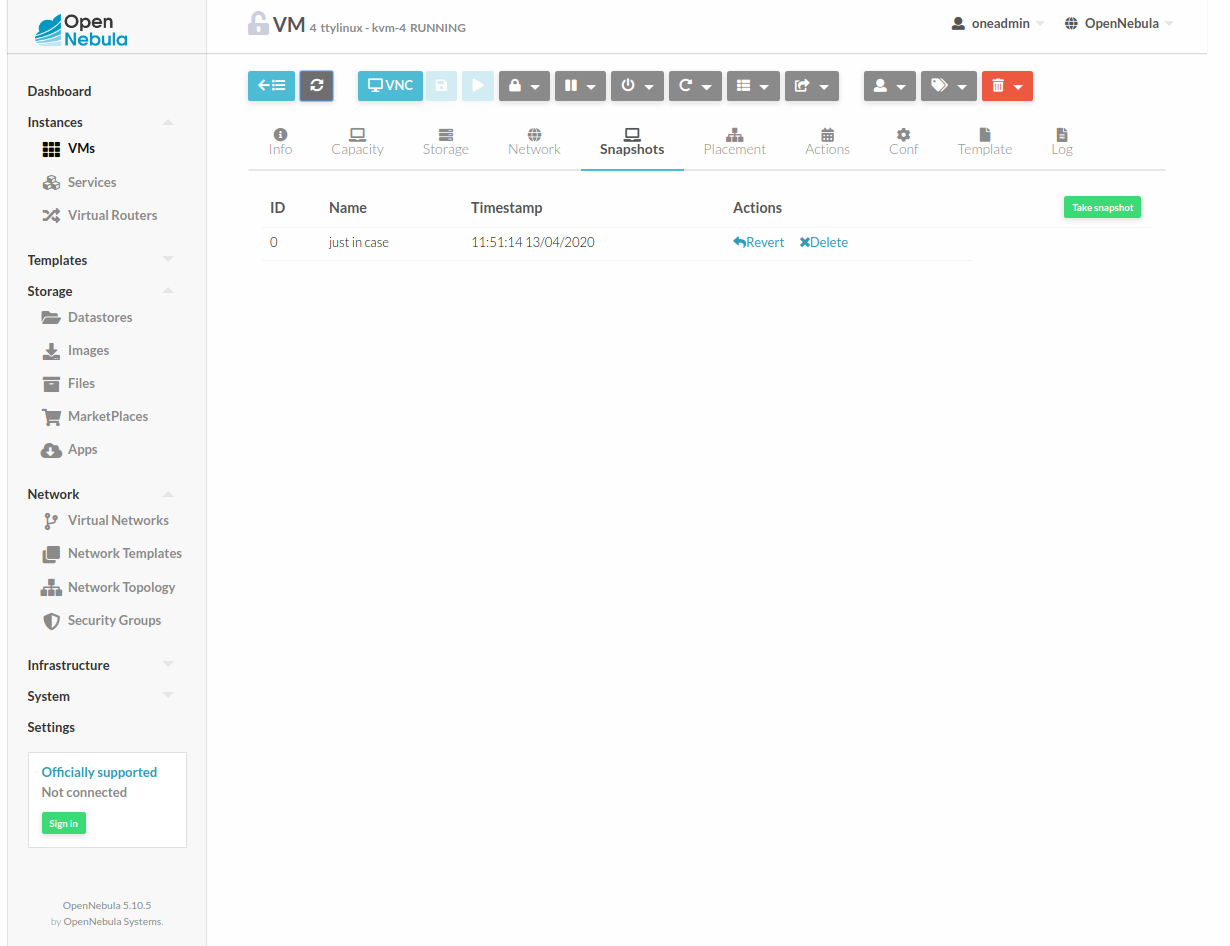 Open
Nebula
VM 4 ttylinux - kvm-4 RUNNING
oneadmin
OpenNebula
Dashboard
Instances
VMs
Services
Virtual Routers
Templates
Storage
Datastores
Images
Files
MarketPlaces
Apps
Network
Virtual Networks
Network Templates
Network Topology
Security Groups
Infrastructure
System
Settings
Officially supported
Not connected
Sign in
OpenNebula 5.10.5
by OpenNebula Systems.
VNC
Info Capacity Storage Network Snapshots Placement Actions Conf Template Log
ID Name Timestamp Actions Take snapshot
0 just in case 11:51:14 13/04/2020 Revert Delete